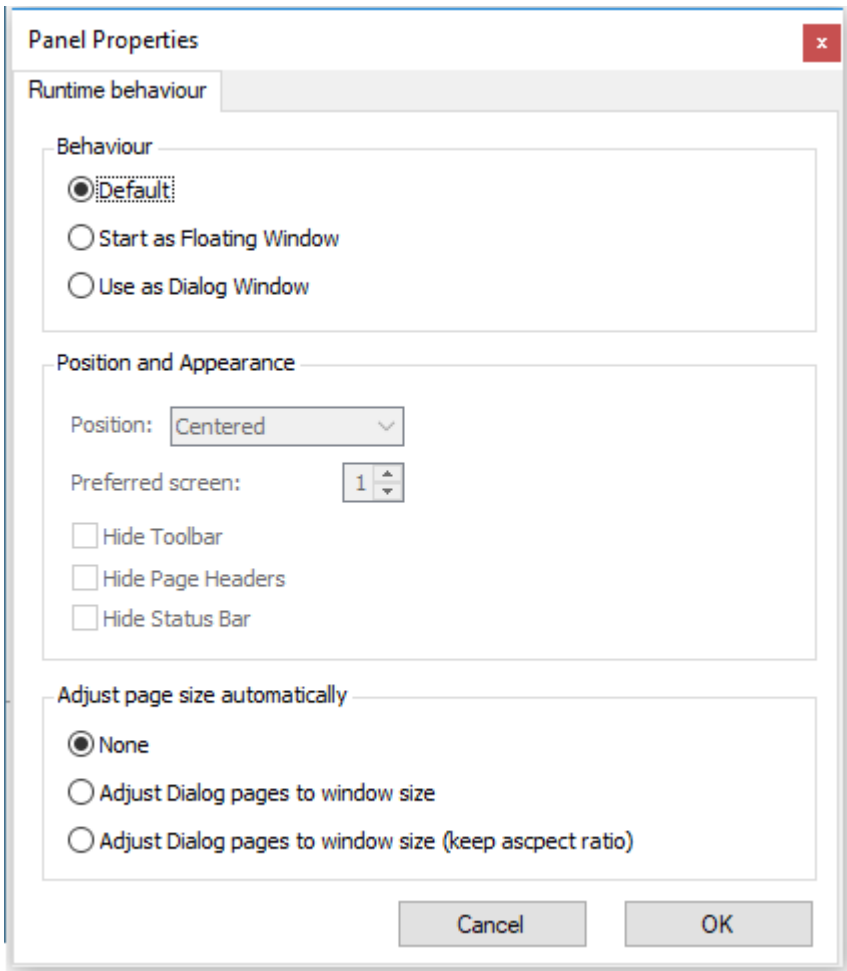 Panel Properties
x
Runtime behaviour
Behaviour
Default
Start as Floating Window
Use as Dialog Window
Position and Appearance
Position: Centered
Preferred screen: 1
Hide Toolbar
Hide Page Headers
Hide Status Bar
Adjust page size automatically
None
Adjust Dialog pages to window size
Adjust Dialog pages to window size (keep ascpect ratio)
Cancel OK